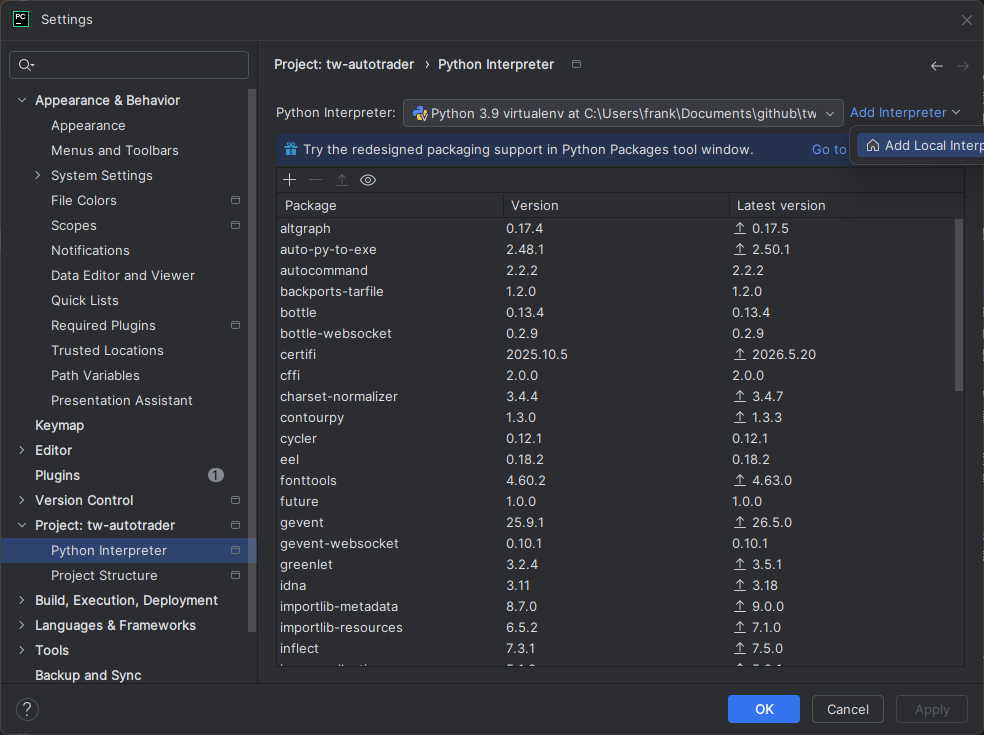 PC
Settings
Project: tw-autotrader › Python Interpreter
Python Interpreter: Python 3.9 virtualenv at C:\Users\frank\Documents\github\tw Add Interpreter
Try the redesigned packaging support in Python Packages tool window. Go to
Add Local Interp
Appearance & Behavior
Appearance
Menus and Toolbars
System Settings
File Colors
Scopes
Notifications
Data Editor and Viewer
Quick Lists
Required Plugins
Trusted Locations
Path Variables
Presentation Assistant
Keymap
Editor
Plugins 1
Version Control
Project: tw-autotrader
Python Interpreter
Project Structure
Build, Execution, Deployment
Languages & Frameworks
Tools
Backup and Sync
Package Version Latest version
altgraph 0.17.4 0.17.5
auto-py-to-exe 2.48.1 2.50.1
autocommand 2.2.2 2.2.2
backports-tarfile 1.2.0 1.2.0
bottle 0.13.4 0.13.4
bottle-websocket 0.2.9 0.2.9
certifi 2025.10.5 2026.5.20
cffi 2.0.0 2.0.0
charset-normalizer 3.4.4 3.4.7
contourpy 1.3.0 1.3.3
cycler 0.12.1 0.12.1
eel 0.18.2 0.18.2
fonttools 4.60.2 4.63.0
future 1.0.0 1.0.0
gevent 25.9.1 26.5.0
gevent-websocket 0.10.1 0.10.1
greenlet 3.2.4 3.5.1
idna 3.11 3.18
importlib-metadata 8.7.0 9.0.0
importlib-resources 6.5.2 7.1.0
inflect 7.3.1 7.5.0
? OK Cancel Apply